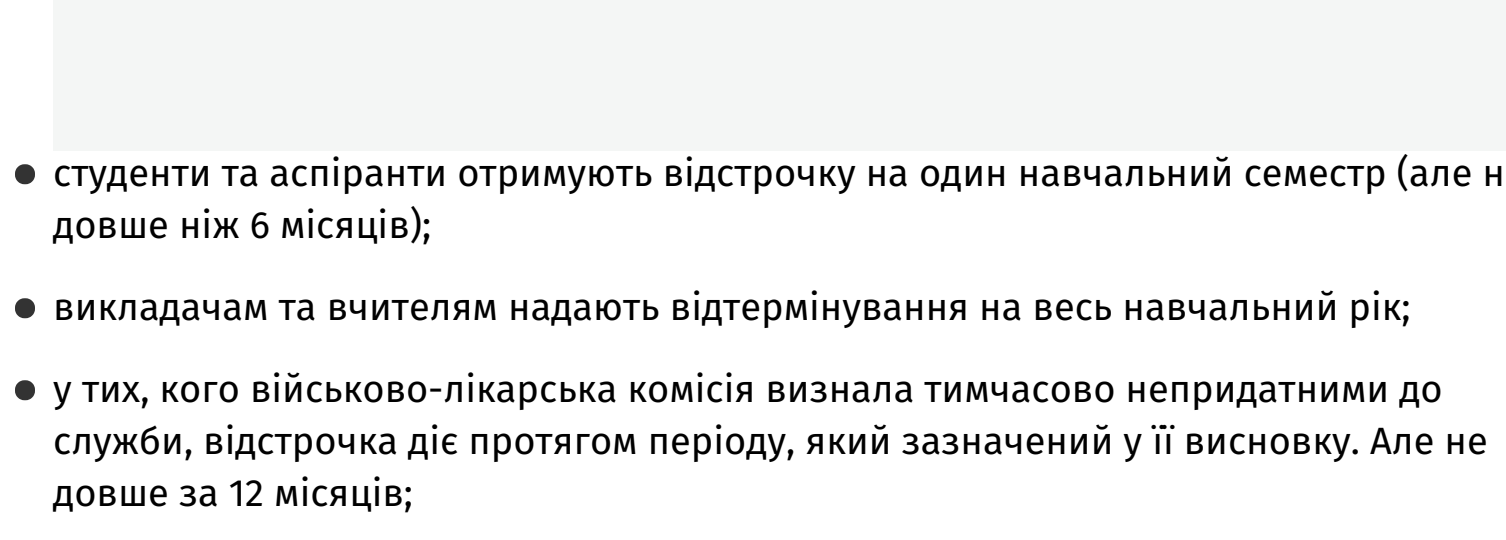 ● студенти та аспіранти отримують відстрочку на один навчальний семестр (але н
довше ніж 6 місяців);
● викладачам та вчителям надають відтермінування на весь навчальний рік;
● у тих, кого військово-лікарська комісія визнала тимчасово непридатними до
служби, відстрочка діє протягом періоду, який зазначений у її висновку. Але не
довше за 12 місяців;